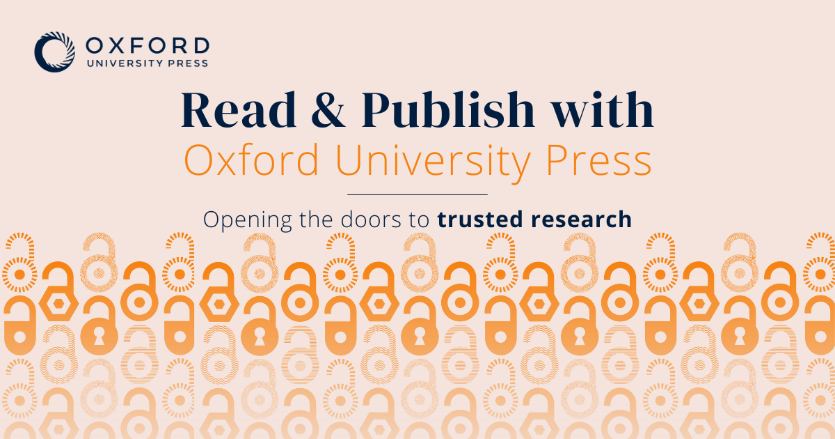 OXFORD
UNIVERSITY PRESS
Read & Publish with
Oxford University Press
Opening the doors to trusted research